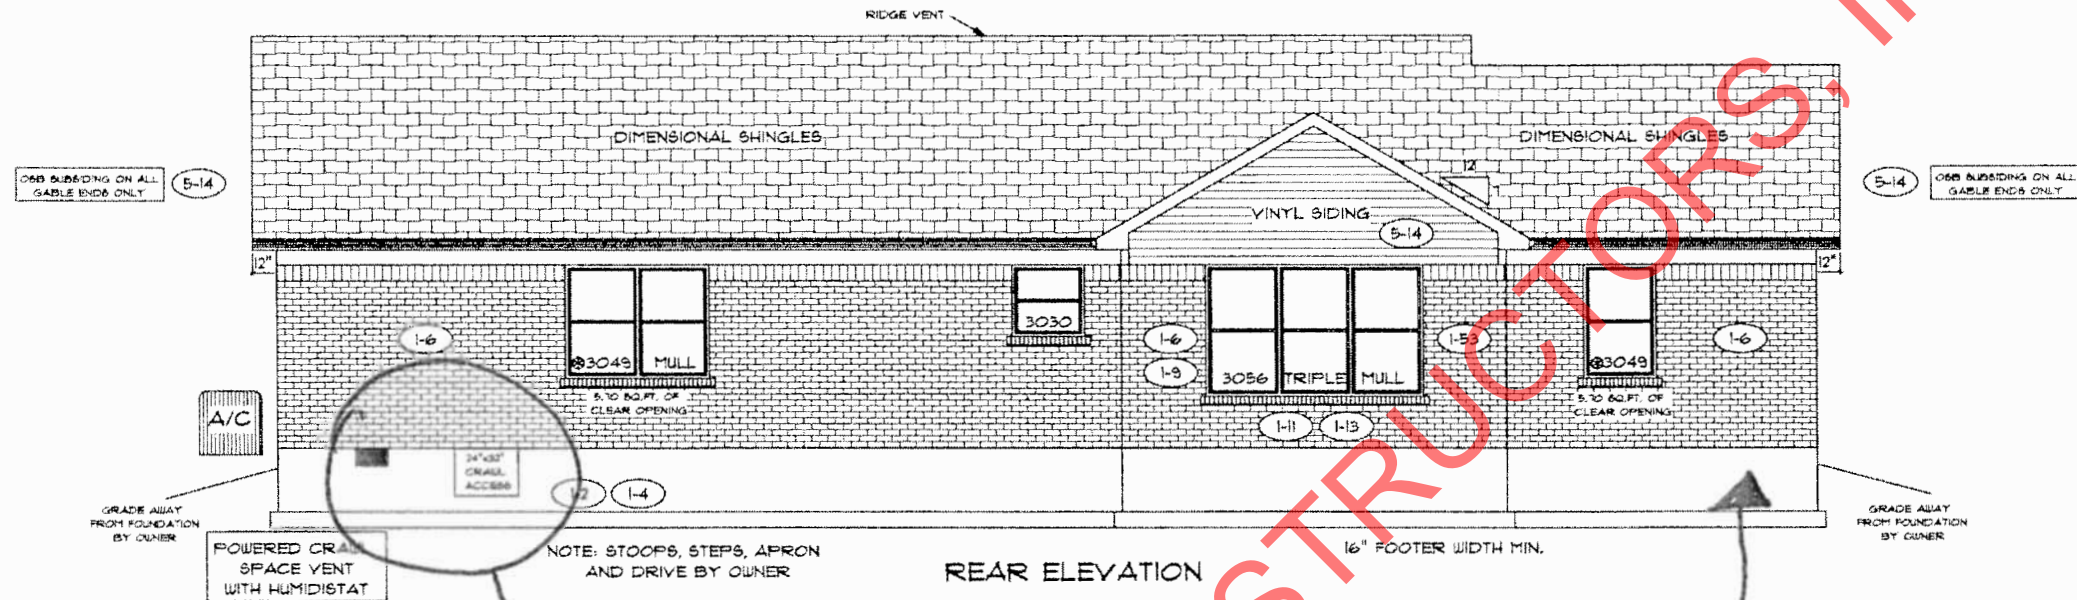 RIDGE VENT
DIMENSIONAL SHINGLES
DIMENSIONAL SHINGLES
OSB SUBSIDING ON ALL
GABLE ENDS ONLY
5-14
5-14
OSB SUBSIDING ON ALL
GABLE ENDS ONLY
12
VINYL SIDING
5-14
12"
12"
1-6
3049
MULL
3030
1-6
1-9
3056
TRIPLE
MULL
1-53
3049
1-6
5.70 SQ.FT. OF
CLEAR OPENING
5.70 SQ.FT. OF
CLEAR OPENING
A/C
1-11
1-13
24"x32"
CRAWL
ACCESS
1-2
1-4
GRADE AWAY
FROM FOUNDATION
BY OWNER
GRADE AWAY
FROM FOUNDATION
BY OWNER
POWERED CRAWL
SPACE VENT
WITH HUMIDISTAT
NOTE: STOOPS, STEPS, APRON
AND DRIVE BY OWNER
REAR ELEVATION
16" FOOTER WIDTH MIN.
STRUCTORS, I